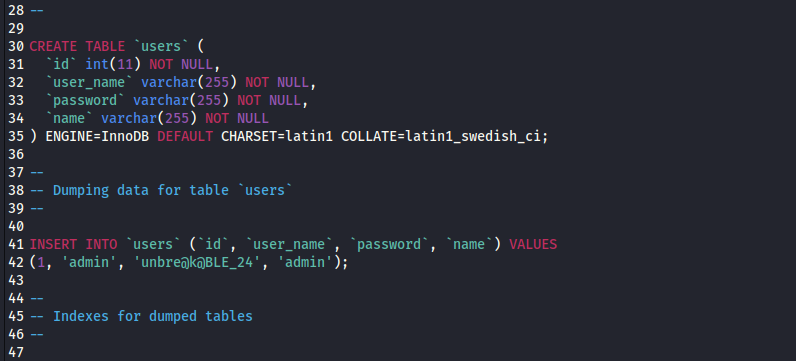 28 --
29
30 CREATE TABLE `users` (
31   `id` int(11) NOT NULL,
32   `user_name` varchar(255) NOT NULL,
33   `password` varchar(255) NOT NULL,
34   `name` varchar(255) NOT NULL
35 ) ENGINE=InnoDB DEFAULT CHARSET=latin1 COLLATE=latin1_swedish_ci;
36
37 --
38 -- Dumping data for table `users`
39 --
40
41 INSERT INTO `users` (`id`, `user_name`, `password`, `name`) VALUES
42 (1, 'admin', 'unbre@k@BLE_24', 'admin');
43
44 --
45 -- Indexes for dumped tables
46 --
47